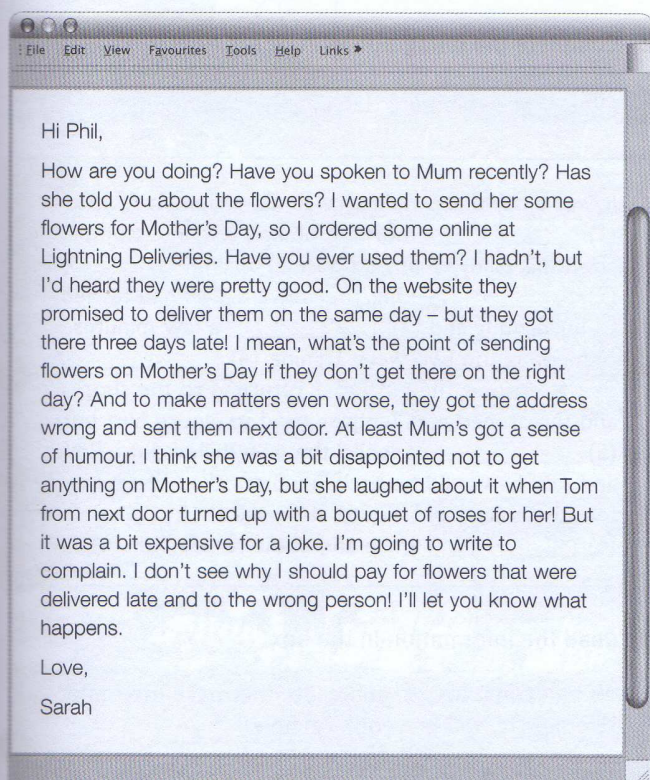 File Edit View Favourites Tools Help Links »
Hi Phil,
How are you doing? Have you spoken to Mum recently? Has
she told you about the flowers? I wanted to send her some
flowers for Mother's Day, so I ordered some online at
Lightning Deliveries. Have you ever used them? I hadn't, but
I'd heard they were pretty good. On the website they
promised to deliver them on the same day – but they got
there three days late! I mean, what's the point of sending
flowers on Mother's Day if they don't get there on the right
day? And to make matters even worse, they got the address
wrong and sent them next door. At least Mum's got a sense
of humour. I think she was a bit disappointed not to get
anything on Mother's Day, but she laughed about it when Tom
from next door turned up with a bouquet of roses for her! But
it was a bit expensive for a joke. I'm going to write to
complain. I don't see why I should pay for flowers that were
delivered late and to the wrong person! I'll let you know what
happens.
Love,
Sarah